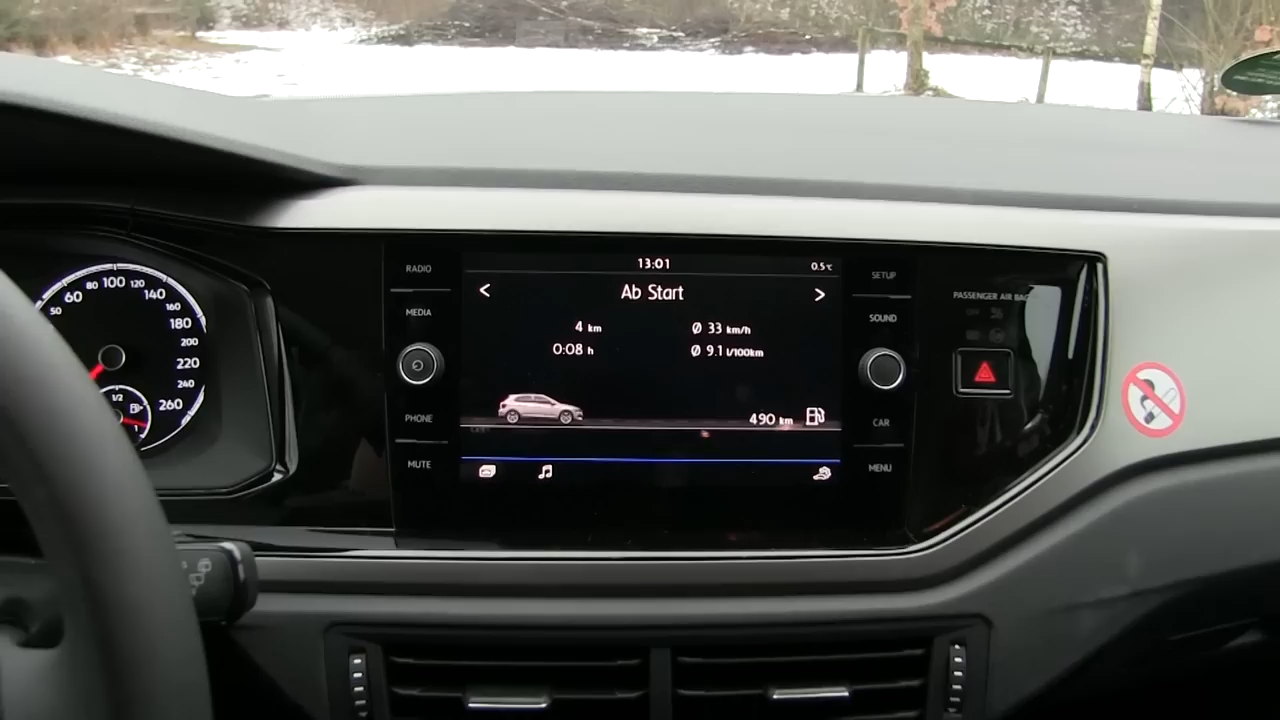 50
60
80
100
120
140
160
180
200
220
240
260
1/2
1
RADIO
MEDIA
PHONE
MUTE
13:01
0.5°C
Ab Start
4 km
Ø 33 km/h
0:08 h
Ø 9.1 l/100km
490 km
SETUP
SOUND
CAR
MENU
PASSENGER AIR BAG